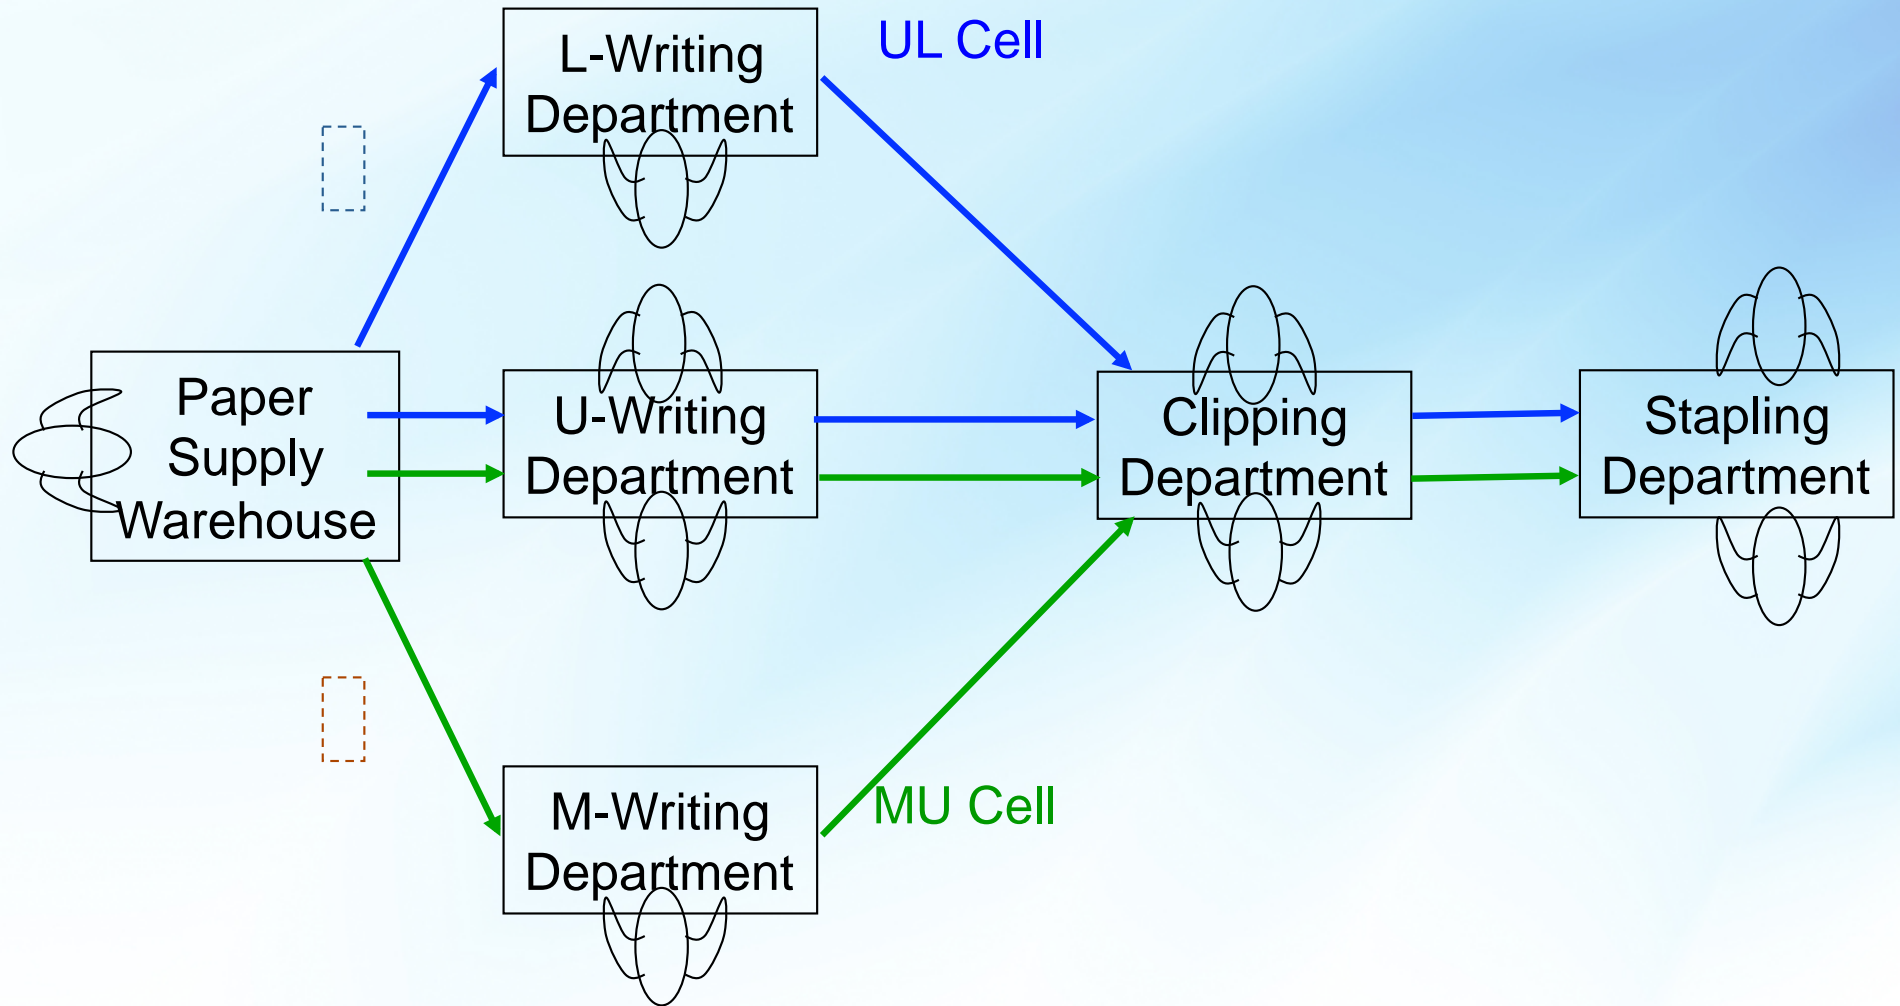 L-Writing
Department
UL Cell
Paper
Supply
Warehouse
U-Writing
Department
Clipping
Department
Stapling
Department
M-Writing
Department
MU Cell